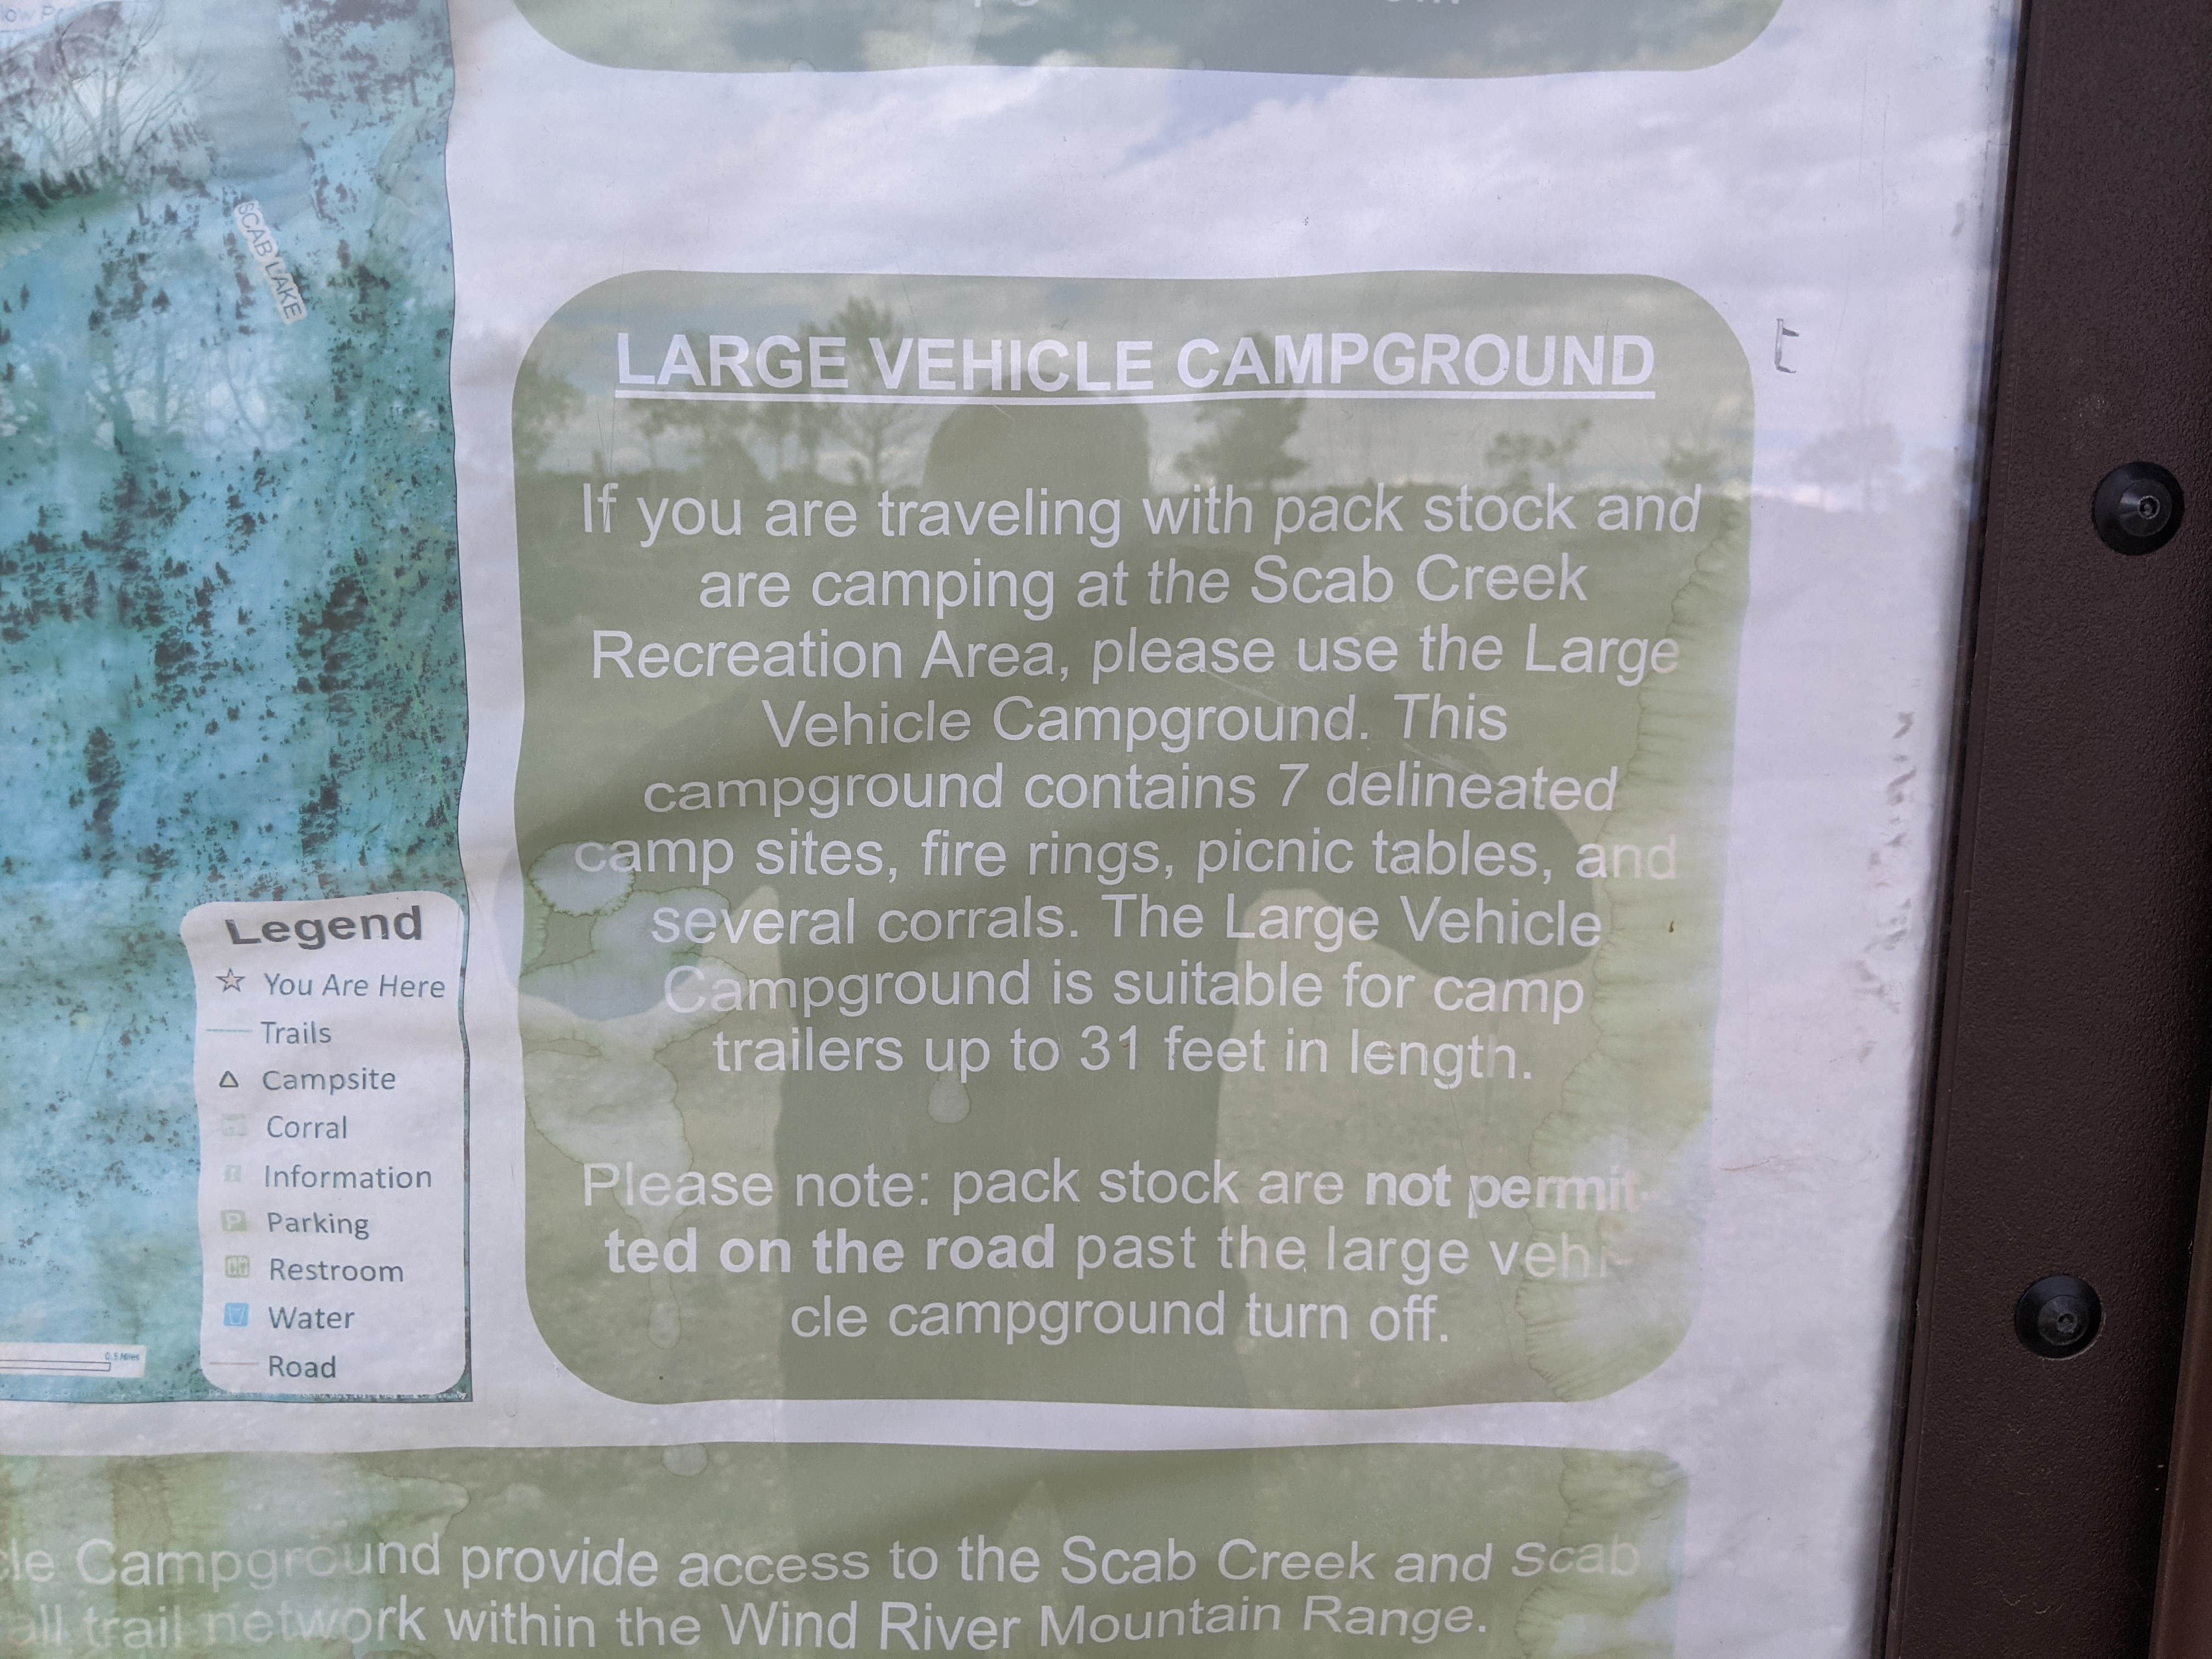 SCAB LAKE
LARGE VEHICLE CAMPGROUND
If you are traveling with pack stock and
are camping at the Scab Creek
Recreation Area, please use the Large
Vehicle Campground. This
campground contains 7 delineated
camp sites, fire rings, picnic tables, and
several corrals. The Large Vehicle
Campground is suitable for camp
trailers up to 31 feet in length.
Please note: pack stock are not permit-
ted on the road past the large vehi-
cle campground turn off.
Legend
You Are Here
Trails
Campsite
Corral
Information
P Parking
Restroom
Water
Road
0.5 Miles
cle Campground provide access to the Scab Creek and Scab
all trail network within the Wind River Mountain Range.